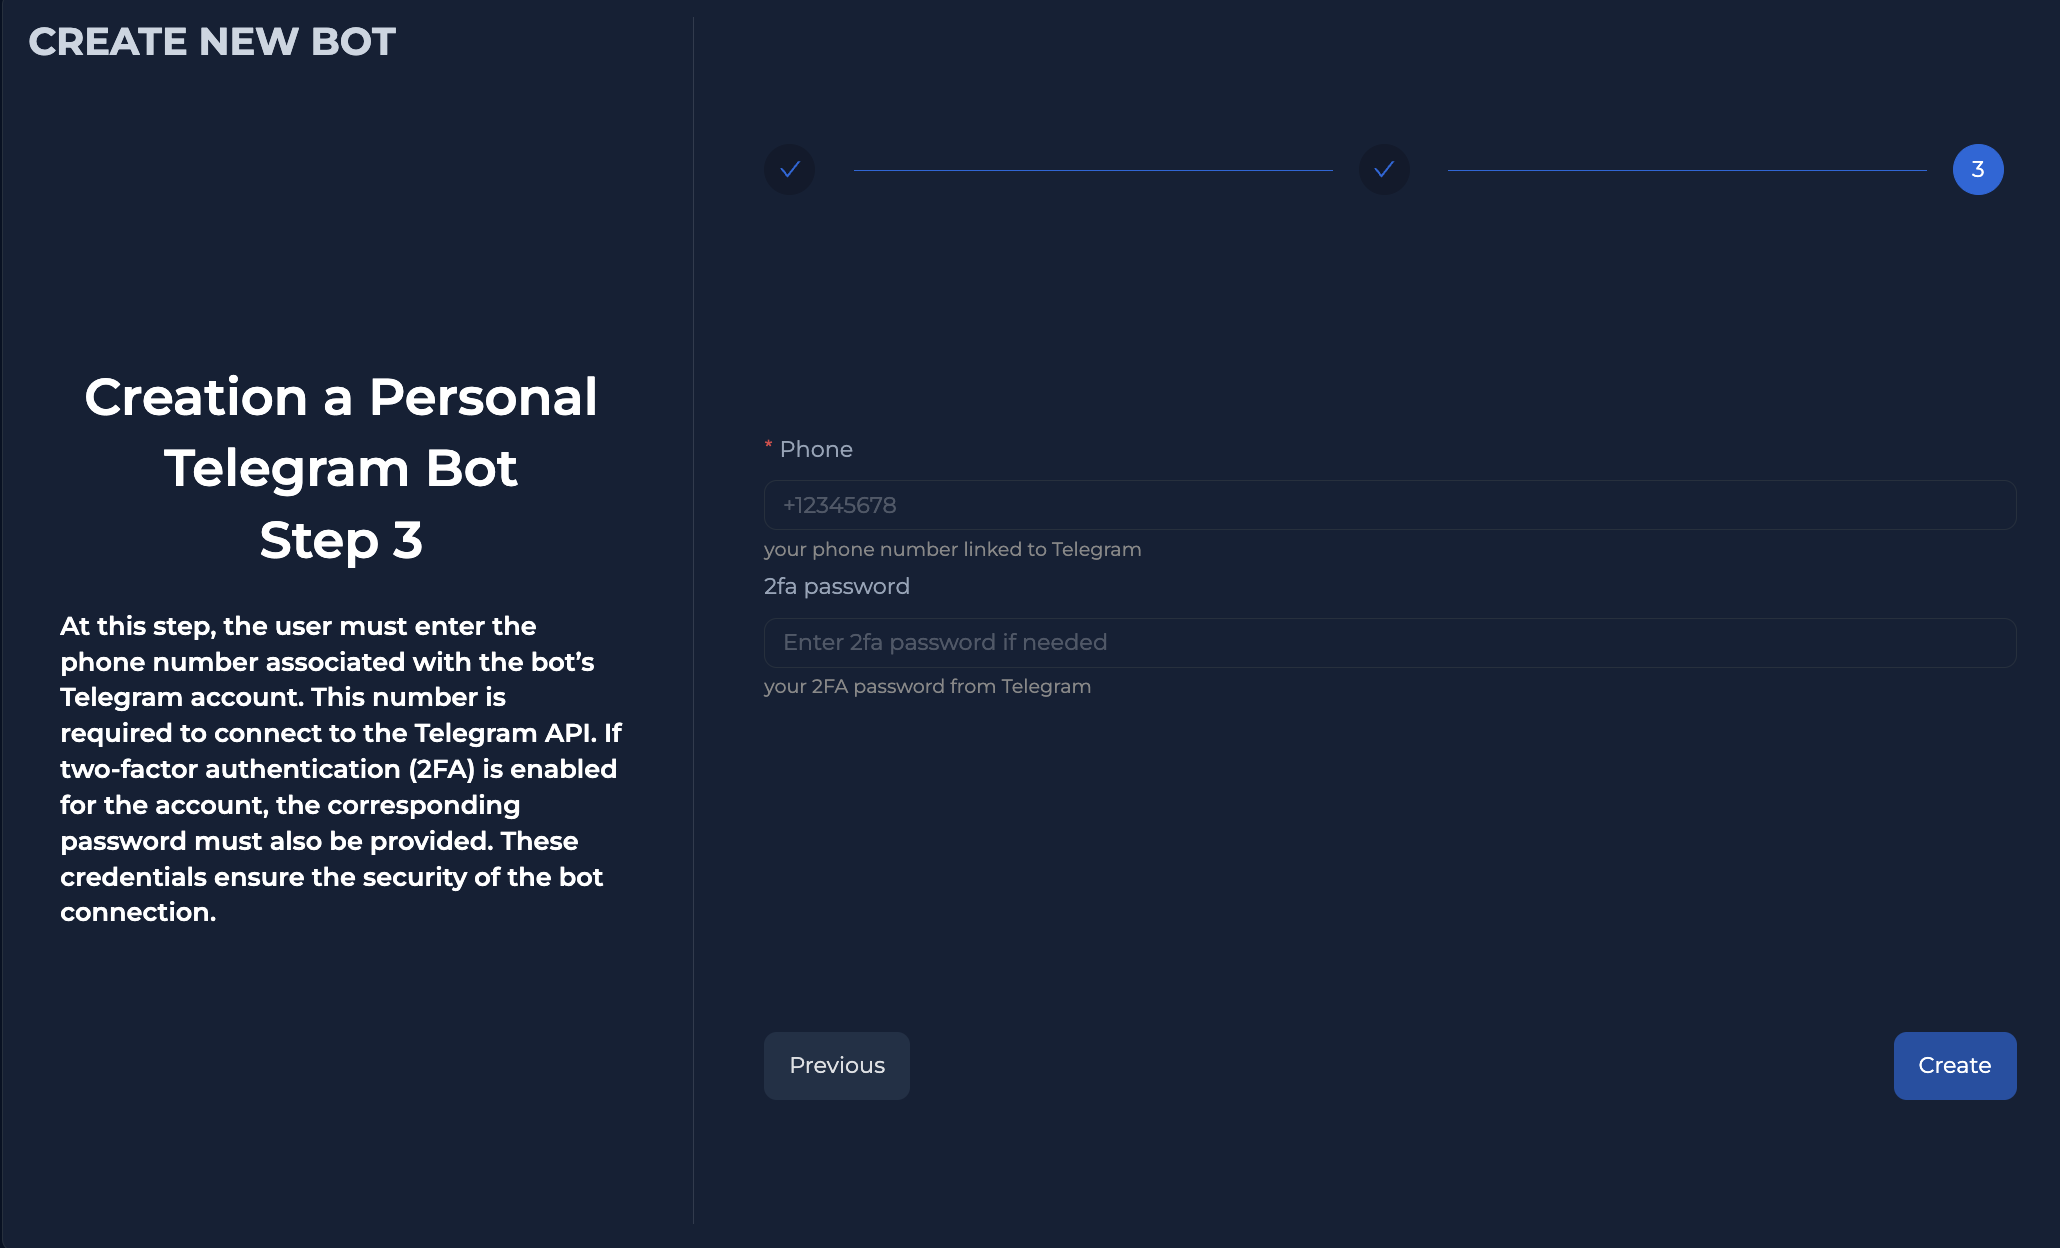 CREATE NEW BOT
3
Creation a Personal
Telegram Bot
Step 3
At this step, the user must enter the
phone number associated with the bot’s
Telegram account. This number is
required to connect to the Telegram API. If
two-factor authentication (2FA) is enabled
for the account, the corresponding
password must also be provided. These
credentials ensure the security of the bot
connection.
* Phone
+12345678
your phone number linked to Telegram
2fa password
Enter 2fa password if needed
your 2FA password from Telegram
Previous
Create